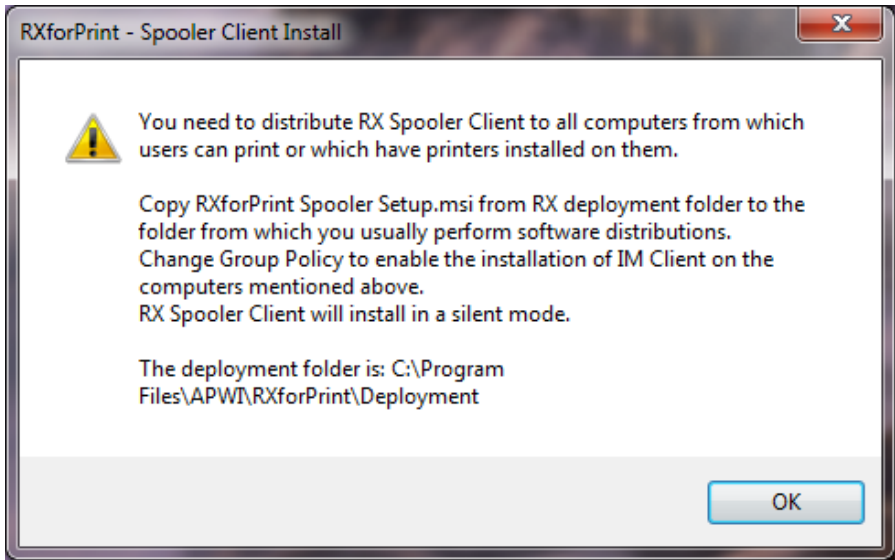 RXforPrint - Spooler Client Install
You need to distribute RX Spooler Client to all computers from which
users can print or which have printers installed on them.
Copy RXforPrint Spooler Setup.msi from RX deployment folder to the
folder from which you usually perform software distributions.
Change Group Policy to enable the installation of IM Client on the
computers mentioned above.
RX Spooler Client will install in a silent mode.
The deployment folder is: C:\Program
Files\APWI\RXforPrint\Deployment
OK